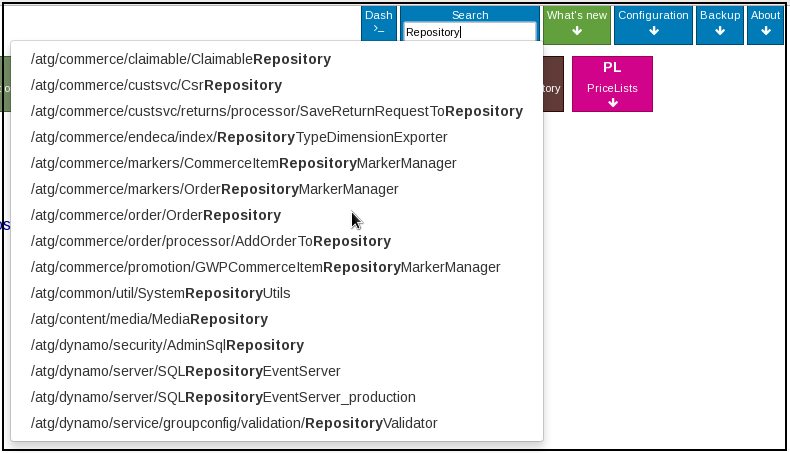 Dash
>_
Search
Repository
What's new
Configuration
Backup
About
/atg/commerce/claimable/ClaimableRepository
/atg/commerce/custsvc/CsrRepository
/atg/commerce/custsvc/returns/processor/SaveReturnRequestToRepository
/atg/commerce/endeca/index/RepositoryTypeDimensionExporter
/atg/commerce/markers/CommerceItemRepositoryMarkerManager
/atg/commerce/markers/OrderRepositoryMarkerManager
/atg/commerce/order/OrderRepository
/atg/commerce/order/processor/AddOrderToRepository
/atg/commerce/promotion/GWPCommerceItemRepositoryMarkerManager
/atg/common/util/SystemRepositoryUtils
/atg/content/media/MediaRepository
/atg/dynamo/security/AdminSqlRepository
/atg/dynamo/server/SQLRepositoryEventServer
/atg/dynamo/server/SQLRepositoryEventServer_production
/atg/dynamo/service/groupconfig/validation/RepositoryValidator
tory
PL
PriceLists